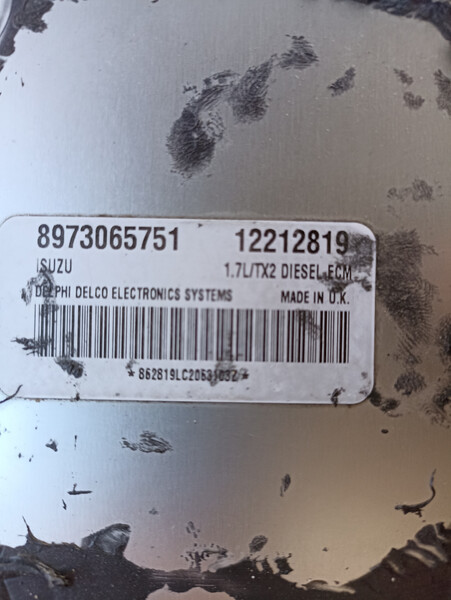 8973065751 12212819
ISUZU 1.7L/TX2 DIESEL ECM
DELPHI DELCO ELECTRONICS SYSTEMS MADE IN U.K.